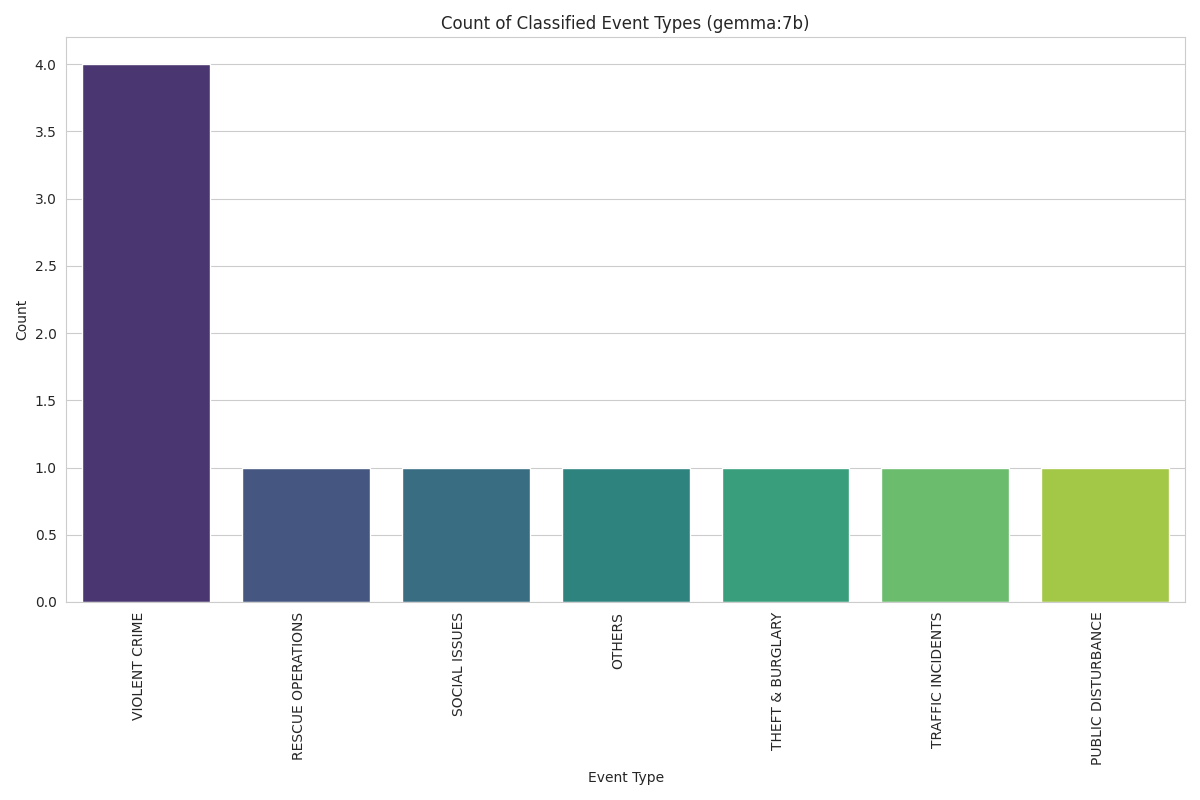 Count of Classified Event Types (gemma:7b)
4.0
3.5
3.0
2.5
2.0
1.5
1.0
0.5
0.0
Count
VIOLENT CRIME
RESCUE OPERATIONS
SOCIAL ISSUES
OTHERS
THEFT & BURGLARY
TRAFFIC INCIDENTS
PUBLIC DISTURBANCE
Event Type